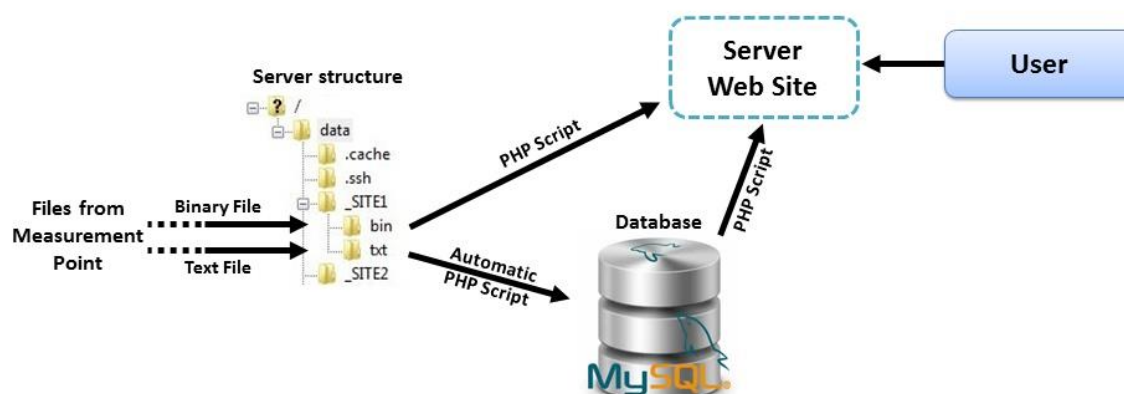 Server structure
?
/
data
.cache
.ssh
_SITE1
bin
txt
_SITE2
Files from
Measurement
Point
Binary File
Text File
PHP Script
Automatic
PHP Script
Database
MySQL®
PHP Script
Server
Web Site
User